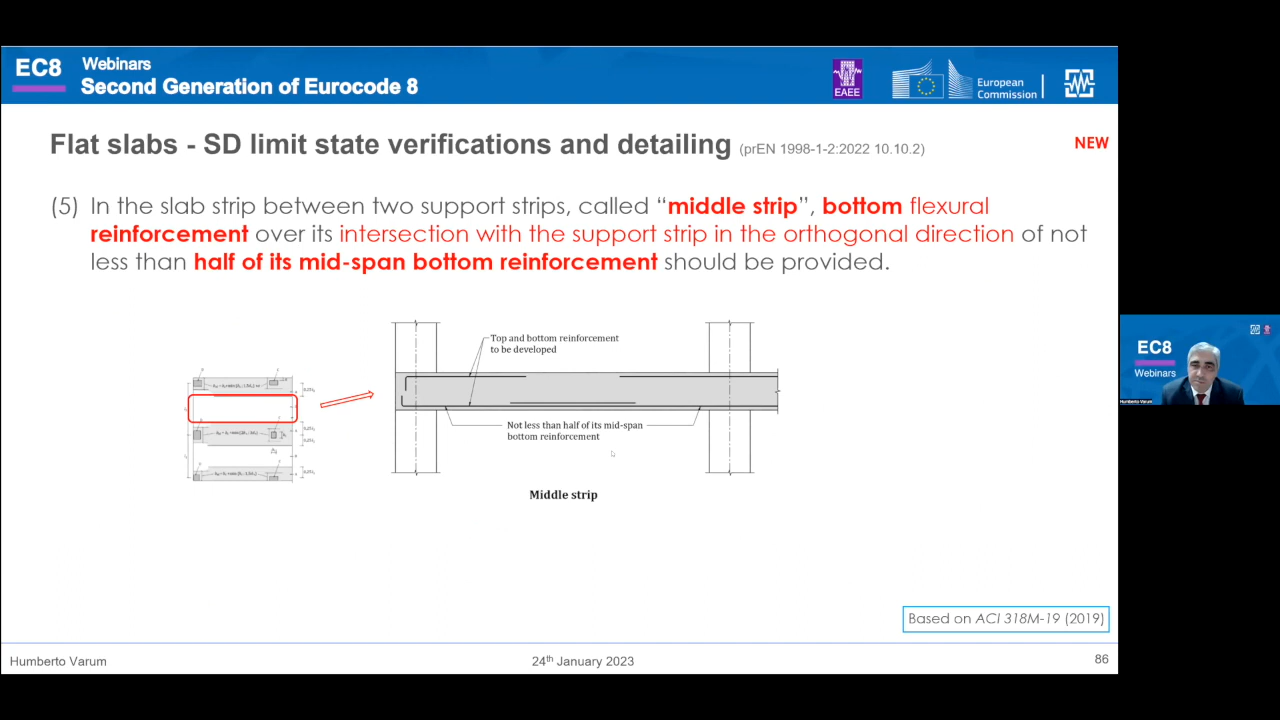 EC8
Webinars
Second Generation of Eurocode 8
EAEE
European
Commission
Flat slabs - SD limit state verifications and detailing (prEN 1998-1-2:2022 10.10.2)
NEW
(5) In the slab strip between two support strips, called “middle strip”, bottom flexural
reinforcement over its intersection with the support strip in the orthogonal direction of not
less than half of its mid-span bottom reinforcement should be provided.
Top and bottom reinforcement
to be developed
Not less than half of its mid-span
bottom reinforcement
Middle strip
Based on ACI 318M-19 (2019)
Humberto Varum
24th January 2023
86
EC8
Webinars
Humberto Varum